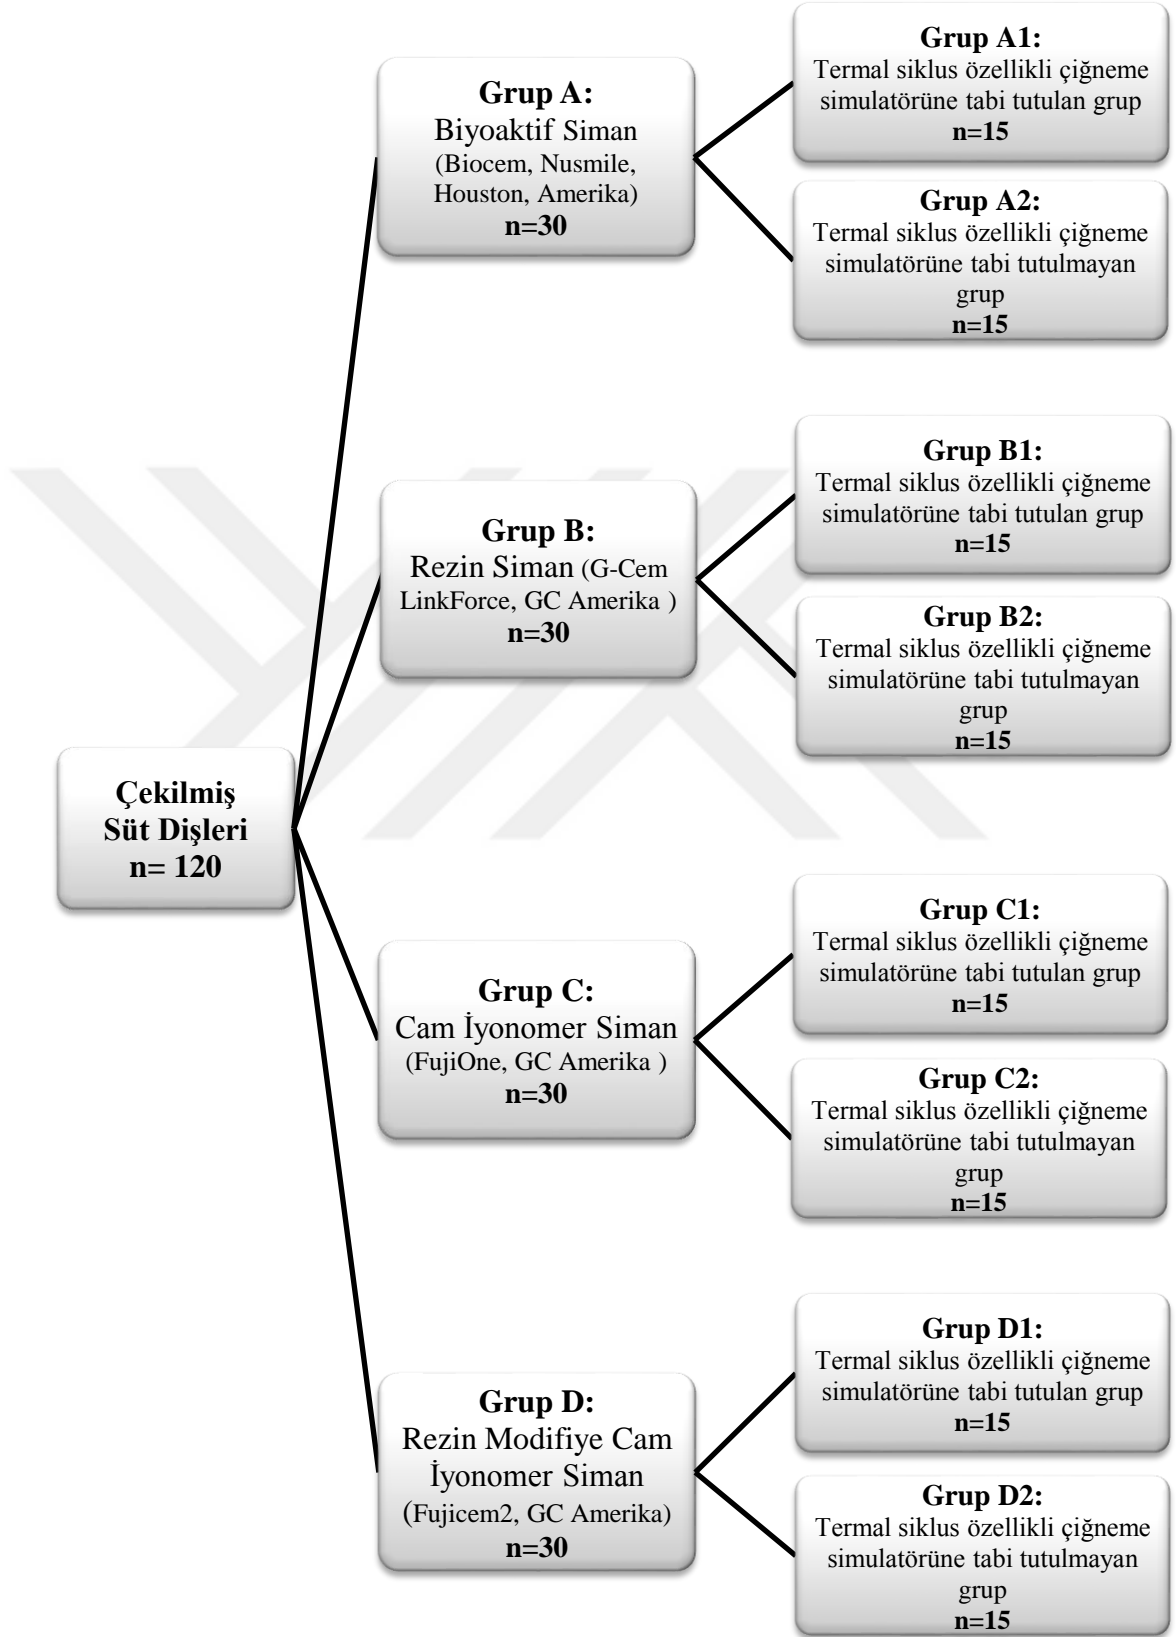 Çekilmiş
Süt Dişleri
n= 120
Grup A:
Biyoaktif Siman
(Biocem, Nusmile,
Houston, Amerika)
n=30
Grup A1:
Termal siklus özellikli çiğneme
simulatörüne tabi tutulan grup
n=15
Grup A2:
Termal siklus özellikli çiğneme
simulatörüne tabi tutulmayan
grup
n=15
Grup B:
Rezin Siman (G-Cem
LinkForce, GC Amerika )
n=30
Grup B1:
Termal siklus özellikli çiğneme
simulatörüne tabi tutulan grup
n=15
Grup B2:
Termal siklus özellikli çiğneme
simulatörüne tabi tutulmayan
grup
n=15
Grup C:
Cam İyonomer Siman
(FujiOne, GC Amerika )
n=30
Grup C1:
Termal siklus özellikli çiğneme
simulatörüne tabi tutulan grup
n=15
Grup C2:
Termal siklus özellikli çiğneme
simulatörüne tabi tutulmayan
grup
n=15
Grup D:
Rezin Modifiye Cam
İyonomer Siman
(Fujicem2, GC Amerika)
n=30
Grup D1:
Termal siklus özellikli çiğneme
simulatörüne tabi tutulan grup
n=15
Grup D2:
Termal siklus özellikli çiğneme
simulatörüne tabi tutulmayan
grup
n=15